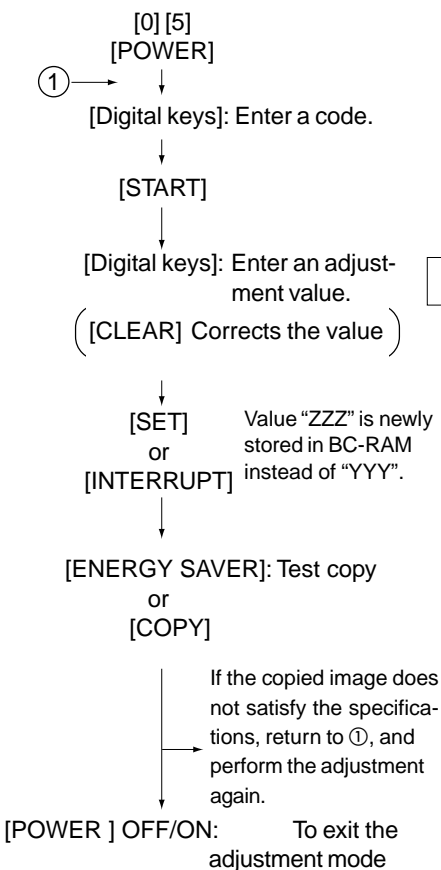 [0] [5]
[POWER]
①
[Digital keys]: Enter a code.
[START]
[Digital keys]: Enter an adjust-
ment value.
([CLEAR] Corrects the value)
[SET]
or
[INTERRUPT]
Value “ZZZ” is newly
stored in BC-RAM
instead of “YYY”.
[ENERGY SAVER]: Test copy
or
[COPY]
If the copied image does
not satisfy the specifica-
tions, return to ①, and
perform the adjustment
again.
[POWER ] OFF/ON: To exit the
adjustment mode